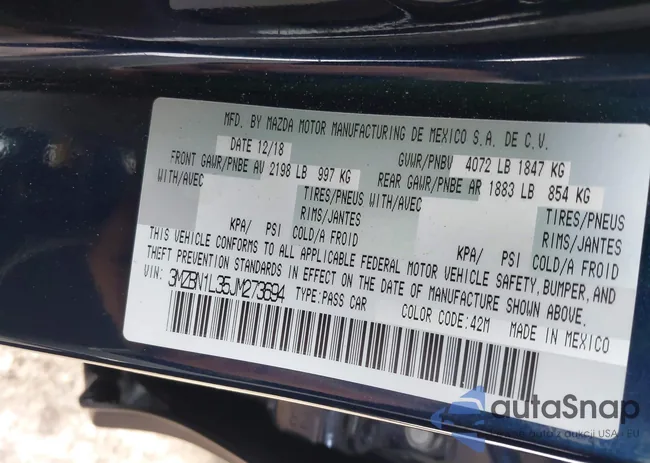 MFD. BY MAZDA MOTOR MANUFACTURING DE MEXICO S.A. DE C.V.
DATE 12/18 GVWR/PNBV 4072 LB 1847 KG
FRONT GAWR/PNBE AV 2198 LB 997 KG REAR GAWR/PNBE AR 1883 LB 854 KG
WITH/AVEC TIRES/PNEUS WITH/AVEC TIRES/PNEUS
RIMS/JANTES RIMS/JANTES
KPA/ PSI COLD/A FROID KPA/ PSI COLD/A FROID
THIS VEHICLE CONFORMS TO ALL APPLICABLE FEDERAL MOTOR VEHICLE SAFETY, BUMPER, AND
THEFT PREVENTION STANDARDS IN EFFECT ON THE DATE OF MANUFACTURE SHOWN ABOVE.
VIN: 3MZBN1L35JM273694 TYPE:PASS CAR COLOR CODE:42M MADE IN MEXICO
autaSnap
z aukcji USA - EU